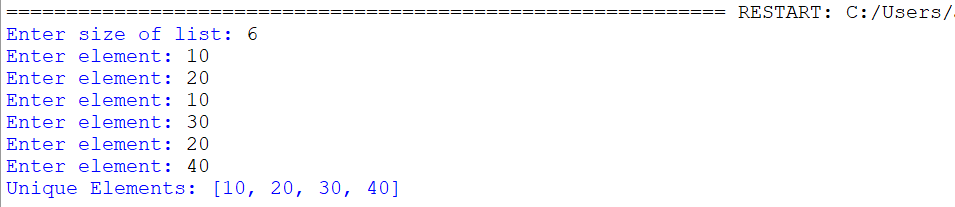 ============================================================ RESTART: C:/Users/
Enter size of list: 6
Enter element: 10
Enter element: 20
Enter element: 10
Enter element: 30
Enter element: 20
Enter element: 40
Unique Elements: [10, 20, 30, 40]